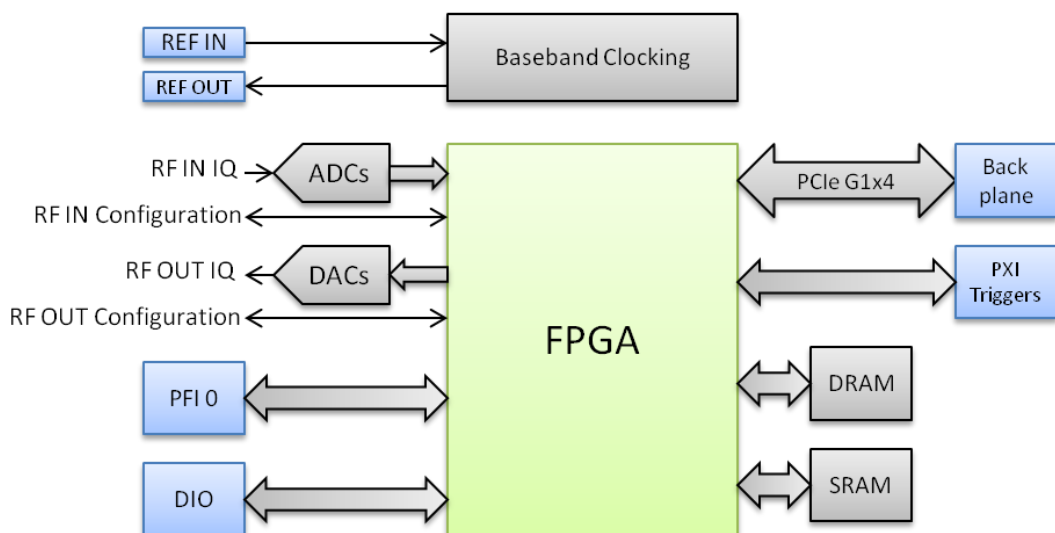 REF IN
Baseband Clocking
REF OUT
RF IN IQ
ADCs
PCIe G1x4
Back
plane
RF IN Configuration
RF OUT IQ
DACs
PXI
Triggers
RF OUT Configuration
FPGA
PFI 0
DRAM
DIO
SRAM